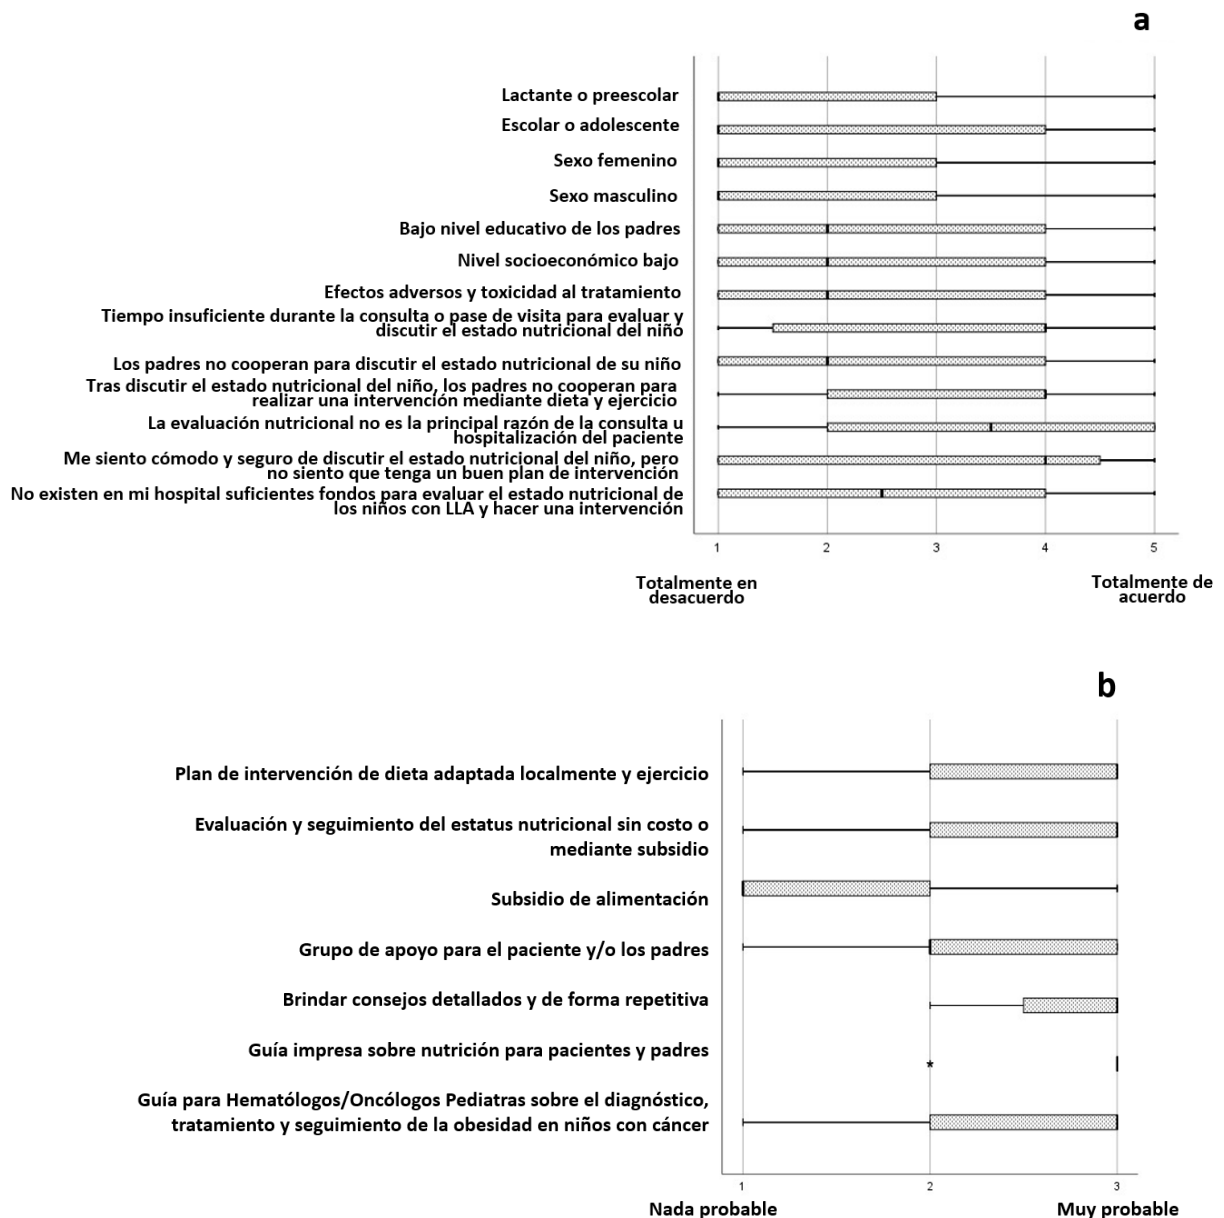 a
Lactante o preescolar
Escolar o adolescente
Sexo femenino
Sexo masculino
Bajo nivel educativo de los padres
Nivel socioeconómico bajo
Efectos adversos y toxicidad al tratamiento
Tiempo insuficiente durante la consulta o pase de visita para evaluar y
discutir el estado nutricional del niño
Los padres no cooperan para discutir el estado nutricional de su niño
Tras discutir el estado nutricional del niño, los padres no cooperan para
realizar una intervención mediante dieta y ejercicio
La evaluación nutricional no es la principal razón de la consulta u
hospitalización del paciente
Me siento cómodo y seguro de discutir el estado nutricional del niño, pero
no siento que tenga un buen plan de intervención
No existen en mi hospital suficientes fondos para evaluar el estado nutricional de
los niños con LLA y hacer una intervención
1 2 3 4 5
Totalmente en
desacuerdo
Totalmente de
acuerdo
b
Plan de intervención de dieta adaptada localmente y ejercicio
Evaluación y seguimiento del estatus nutricional sin costo o
mediante subsidio
Subsidio de alimentación
Grupo de apoyo para el paciente y/o los padres
Brindar consejos detallados y de forma repetitiva
Guía impresa sobre nutrición para pacientes y padres
*
Guía para Hematólogos/Oncólogos Pediatras sobre el diagnóstico,
tratamiento y seguimiento de la obesidad en niños con cáncer
1 2 3
Nada probable
Muy probable